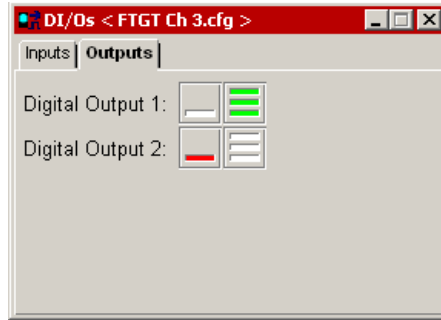 DI/Os < FTGT Ch 3.cfg >
Inputs Outputs
Digital Output 1:
Digital Output 2: